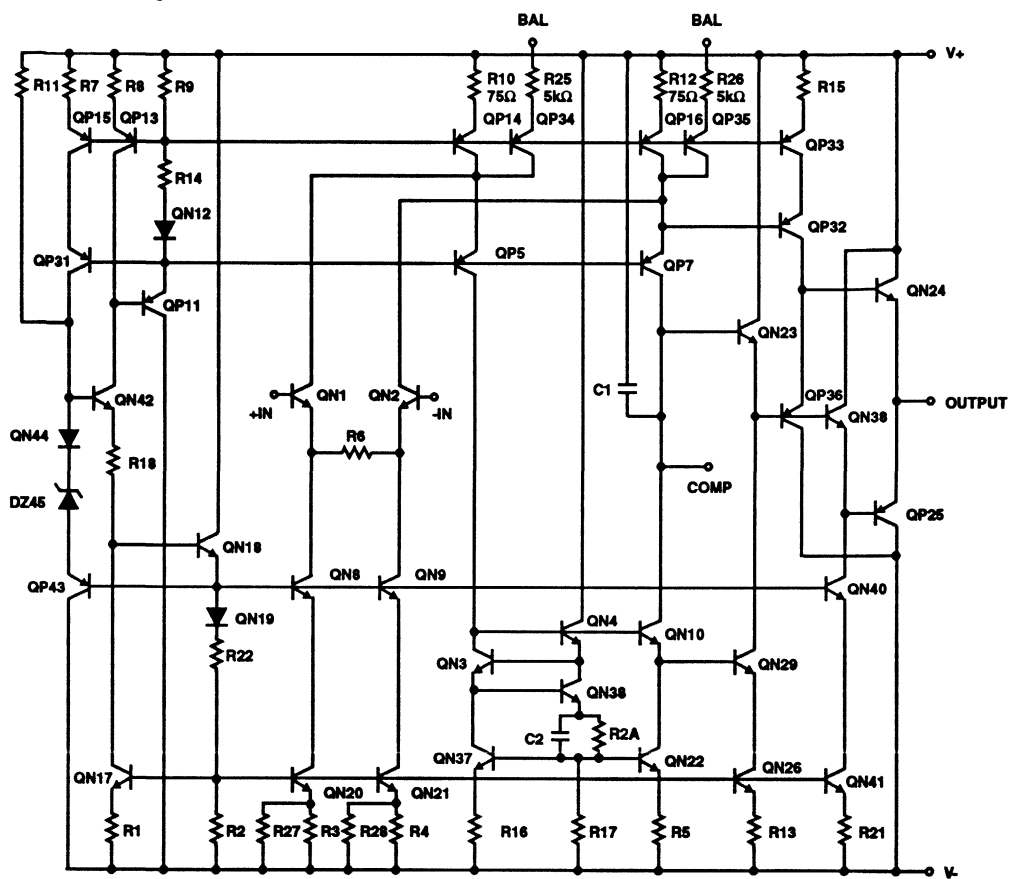 BAL
BAL
V+
R11
R7
R8
R9
R10
75Ω
R25
5kΩ
R12
75Ω
R26
5kΩ
R15
QP15
QP13
QP14
QP34
QP16
QP35
QP33
R14
QN12
QP32
QP31
QP5
QP7
QN24
QP11
QN23
C1
QP36
QN42
+IN
QN1
QN2
-IN
QN38
OUTPUT
QN44
R18
R6
DZ45
COMP
QP25
QN18
QP43
QN8
QN9
QN40
QN19
QN4
QN10
R22
QN3
QN29
QN38
C2
R2A
QN37
QN22
QN17
QN20
QN21
QN26
QN41
R1
R2
R27
R3
R28
R4
R16
R17
R5
R13
R21
V-